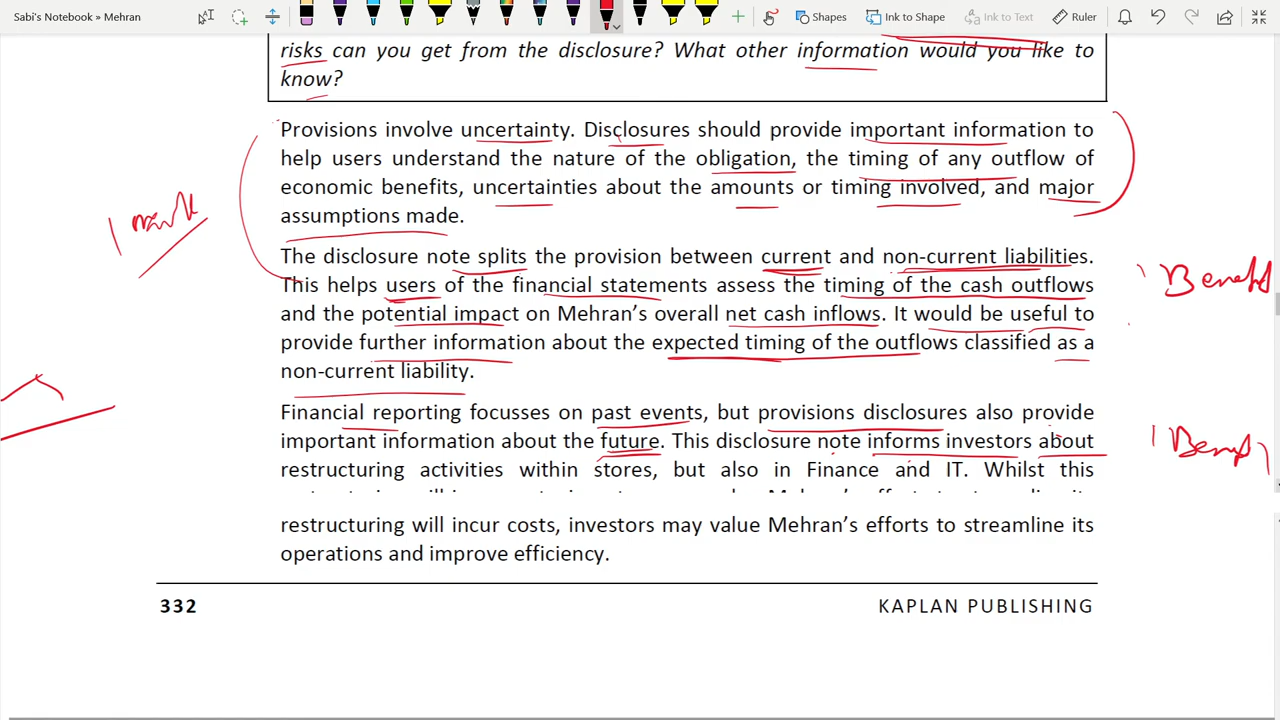 Sabi's Notebook » Mehran
Shapes
Ink to Shape
Ink to Text
Ruler
risks can you get from the disclosure? What other information would you like to
know?
Provisions involve uncertainty. Disclosures should provide important information to
help users understand the nature of the obligation, the timing of any outflow of
economic benefits, uncertainties about the amounts or timing involved, and major
assumptions made.
1 mark
The disclosure note splits the provision between current and non-current liabilities.
This helps users of the financial statements assess the timing of the cash outflows
and the potential impact on Mehran's overall net cash inflows. It would be useful to
provide further information about the expected timing of the outflows classified as a
non-current liability.
1 Benefit
Financial reporting focusses on past events, but provisions disclosures also provide
important information about the future. This disclosure note informs investors about
restructuring activities within stores, but also in Finance and IT. Whilst this
restructuring will incur costs, investors may value Mehran's efforts to streamline its
operations and improve efficiency.
332
KAPLAN PUBLISHING